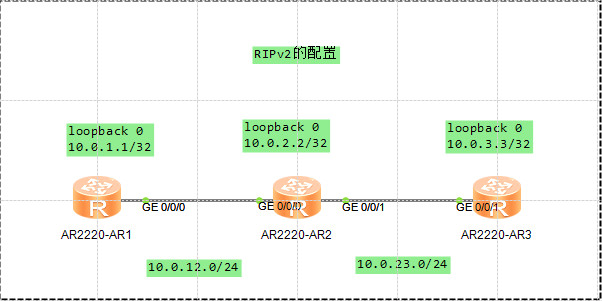 RIPv2的配置
loopback 0
10.0.1.1/32
loopback 0
10.0.2.2/32
loopback 0
10.0.3.3/32
R
R
R
GE 0/0/0
GE 0/0/0
GE 0/0/1
GE 0/0/1
AR2220-AR1
AR2220-AR2
AR2220-AR3
10.0.12.0/24
10.0.23.0/24